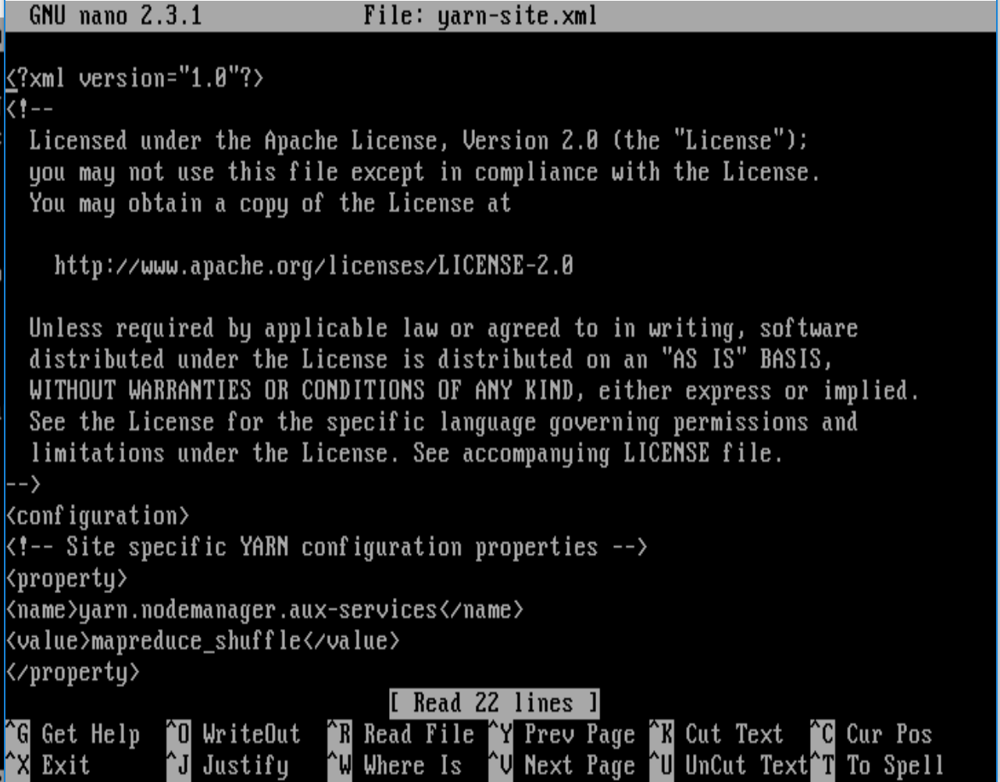 GNU nano 2.3.1 File: yarn-site.xml
<?xml version="1.0"?>
<!--
Licensed under the Apache License, Version 2.0 (the "License");
you may not use this file except in compliance with the License.
You may obtain a copy of the License at
http://www.apache.org/licenses/LICENSE-2.0
Unless required by applicable law or agreed to in writing, software
distributed under the License is distributed on an "AS IS" BASIS,
WITHOUT WARRANTIES OR CONDITIONS OF ANY KIND, either express or implied.
See the License for the specific language governing permissions and
limitations under the License. See accompanying LICENSE file.
-->
<configuration>
<!-- Site specific YARN configuration properties -->
<property>
<name>yarn.nodemanager.aux-services</name>
<value>mapreduce_shuffle</value>
</property>
[ Read 22 lines ]
^G Get Help ^O WriteOut ^R Read File ^Y Prev Page ^K Cut Text ^C Cur Pos
^X Exit ^J Justify ^W Where Is ^V Next Page ^U UnCut Text ^T To Spell